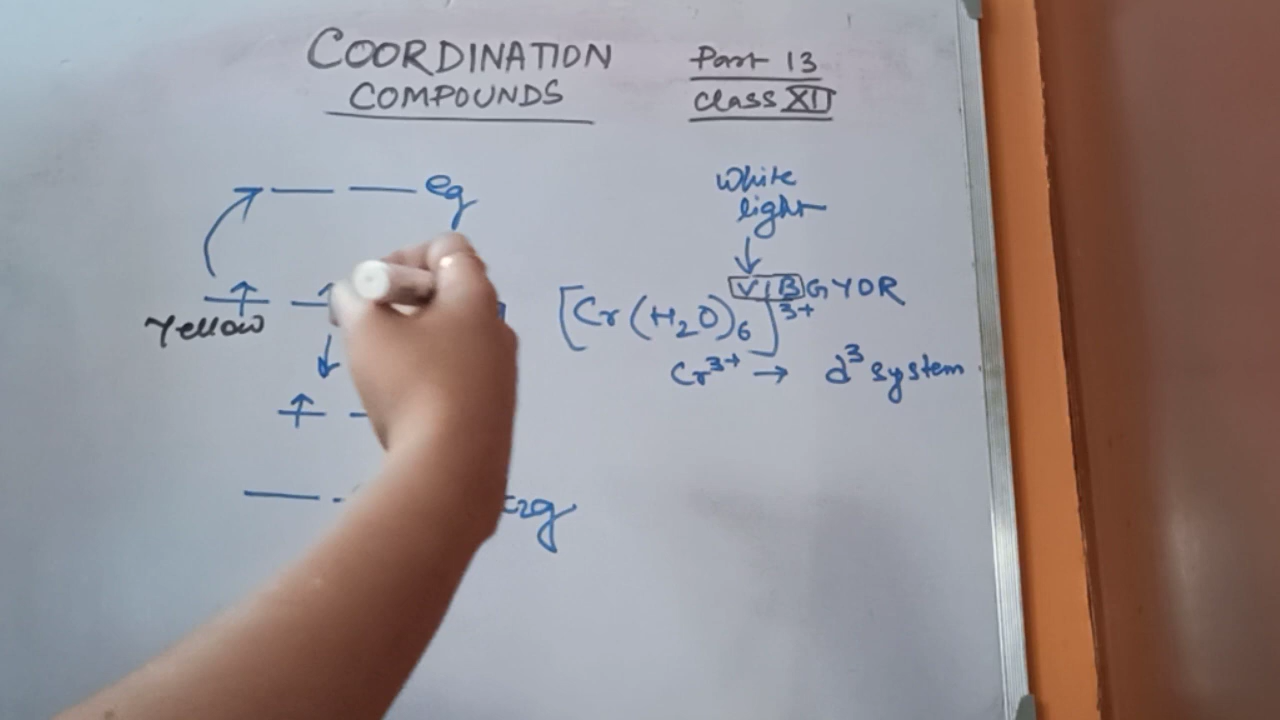 COORDINATION
COMPOUNDS
Part 13
Class XII
eg
Yellow
t2g
White
light
VIBGYOR
[Cr(H2O)6]3+
Cr3+ → d3 system